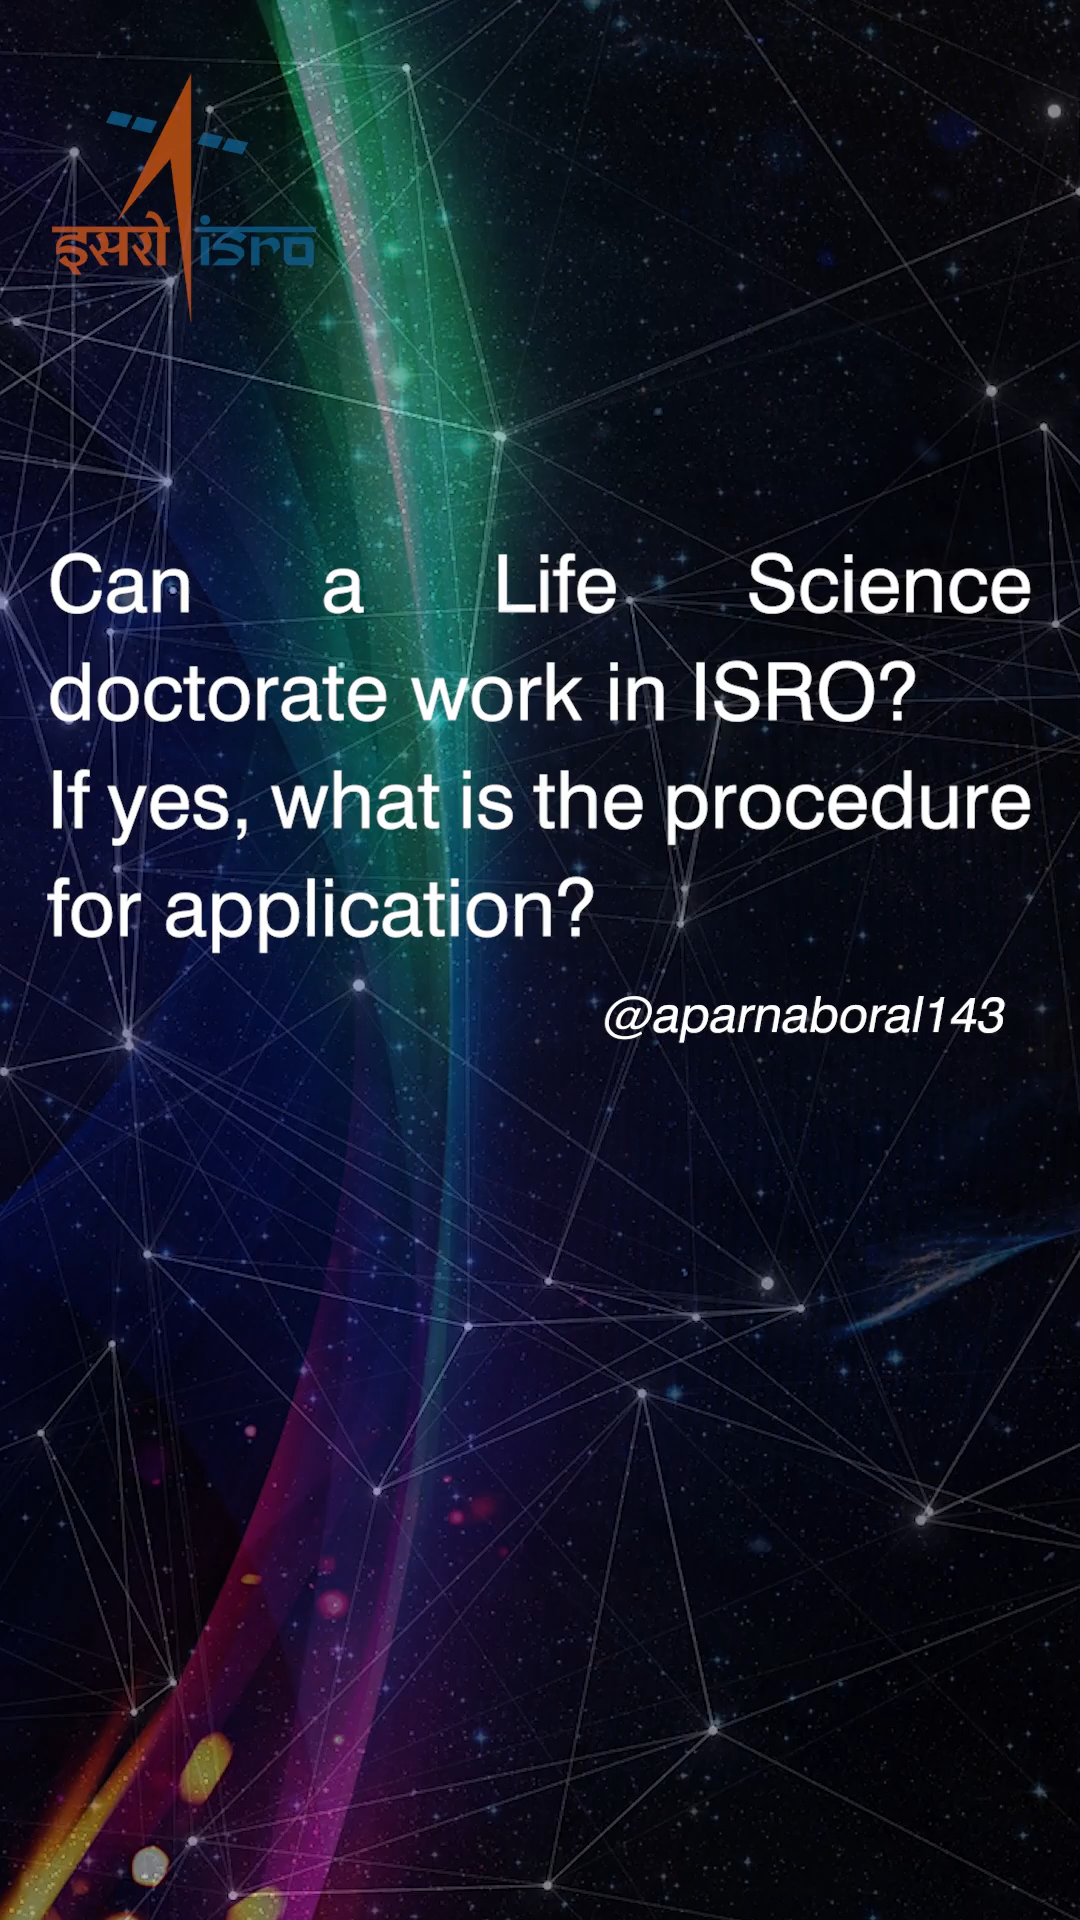 इसरो isro
Can a Life Science
doctorate work in ISRO?
If yes, what is the procedure
for application?
@aparnaboral143